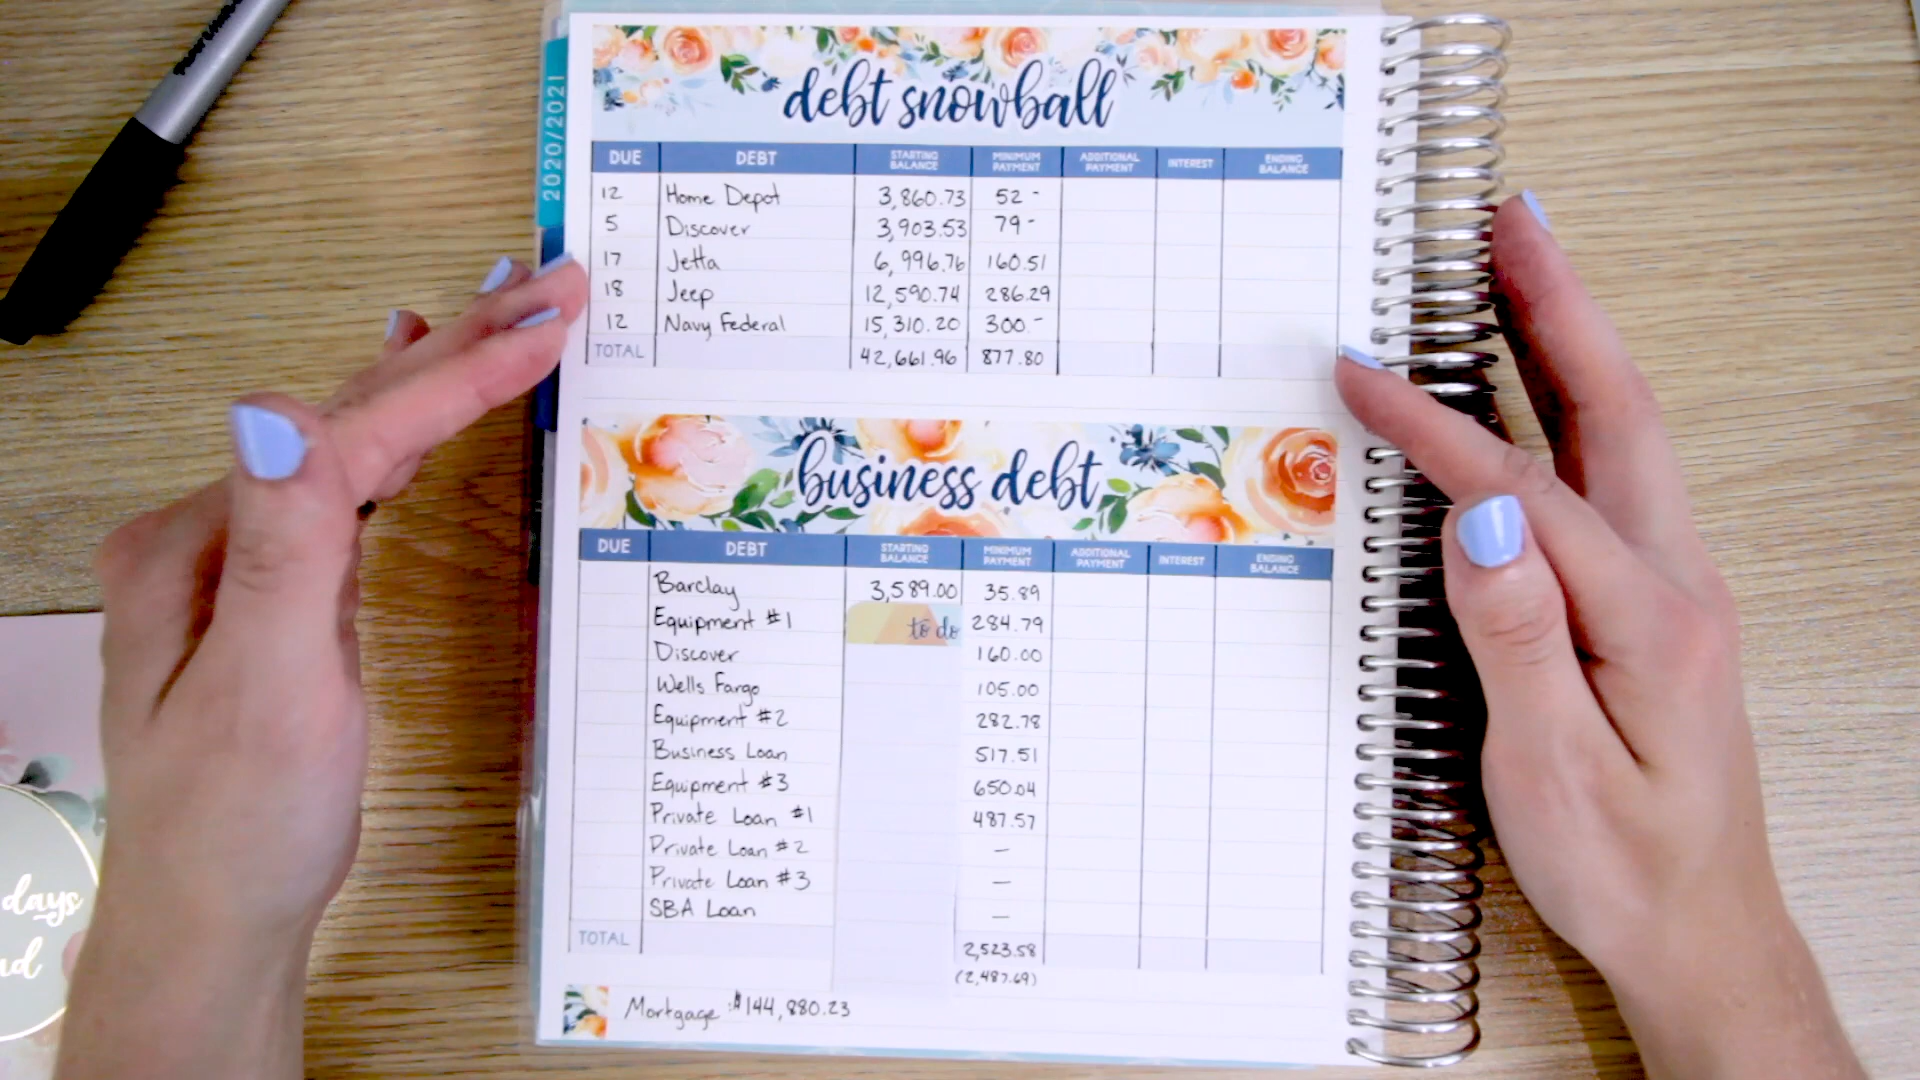 2020/2021
debt snowball
DUE DEBT STARTING BALANCE MINIMUM PAYMENT ADDITIONAL PAYMENT INTEREST ENDING BALANCE
12 Home Depot 3,860.73 52 -
5 Discover 3,903.53 79 -
17 Jetta 6,996.76 160.51
18 Jeep 12,590.74 286.29
12 Navy Federal 15,310.20 300.-
TOTAL 42,661.96 877.80
business debt
DUE DEBT STARTING BALANCE MINIMUM PAYMENT ADDITIONAL PAYMENT INTEREST ENDING BALANCE
Barclay 3,589.00 35.89
Equipment #1 to do 284.79
Discover 160.00
Wells Fargo 105.00
Equipment #2 282.78
Business Loan 517.51
Equipment #3 650.04
Private Loan #1 487.57
Private Loan #2 —
Private Loan #3 —
SBA Loan —
TOTAL 2,523.58
(2,487.69)
Mortgage : $144,880.23
days